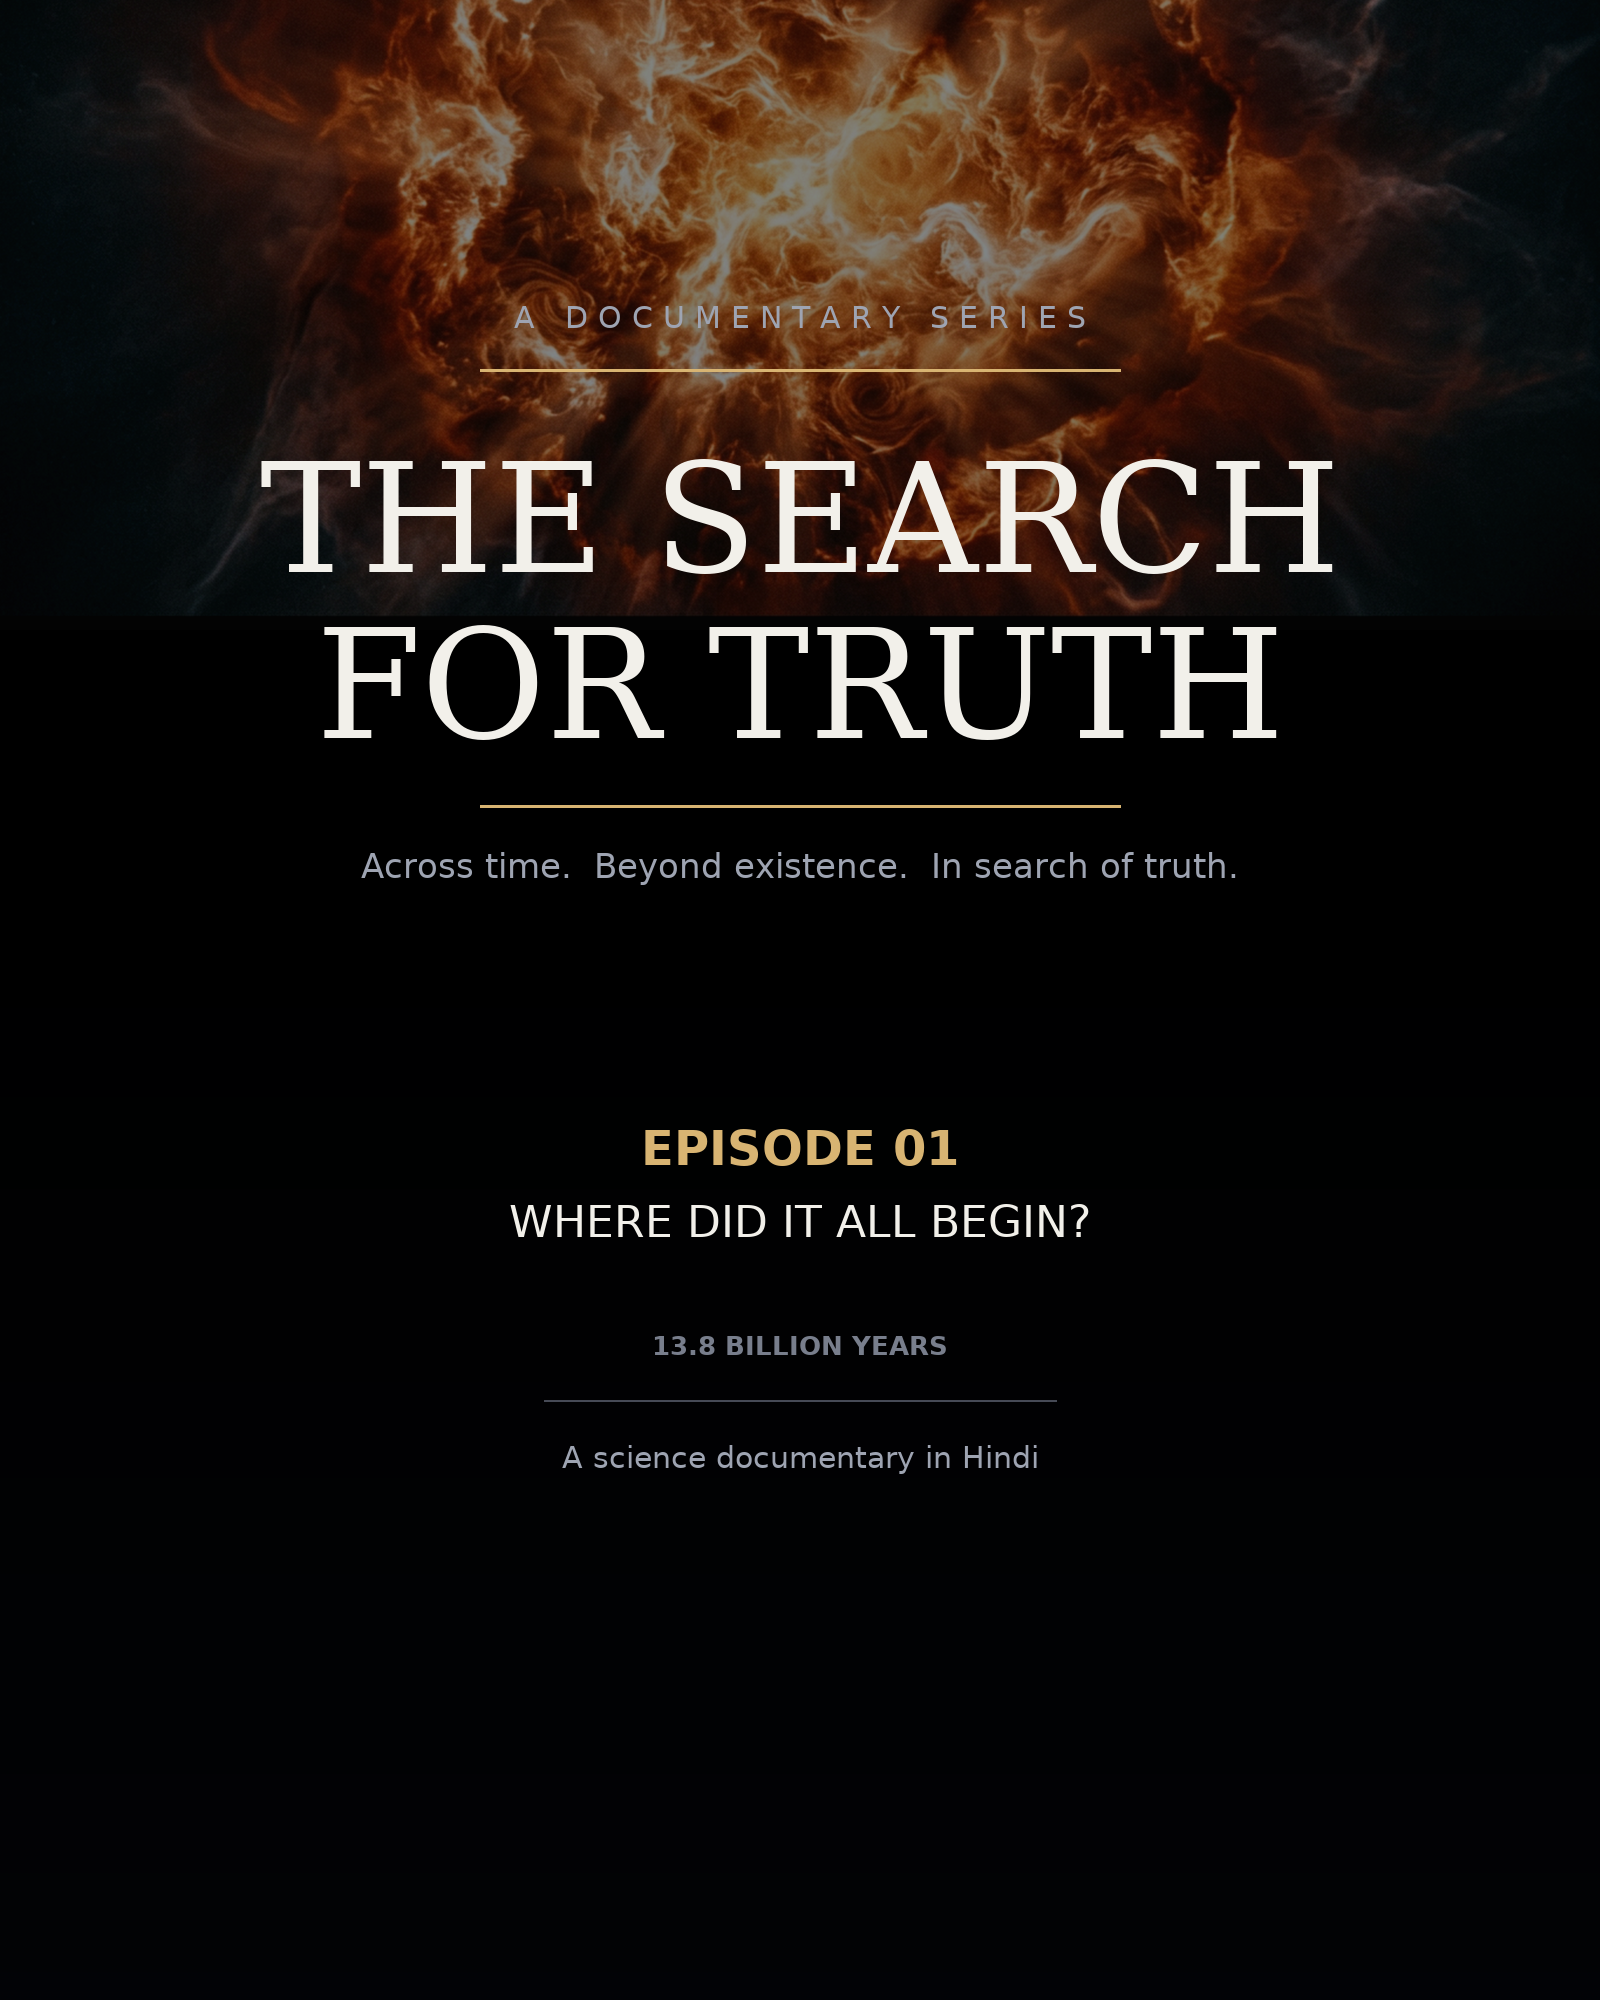 A DOCUMENTARY SERIES
THE SEARCH
FOR TRUTH
Across time. Beyond existence. In search of truth.
EPISODE 01
WHERE DID IT ALL BEGIN?
13.8 BILLION YEARS
A science documentary in Hindi